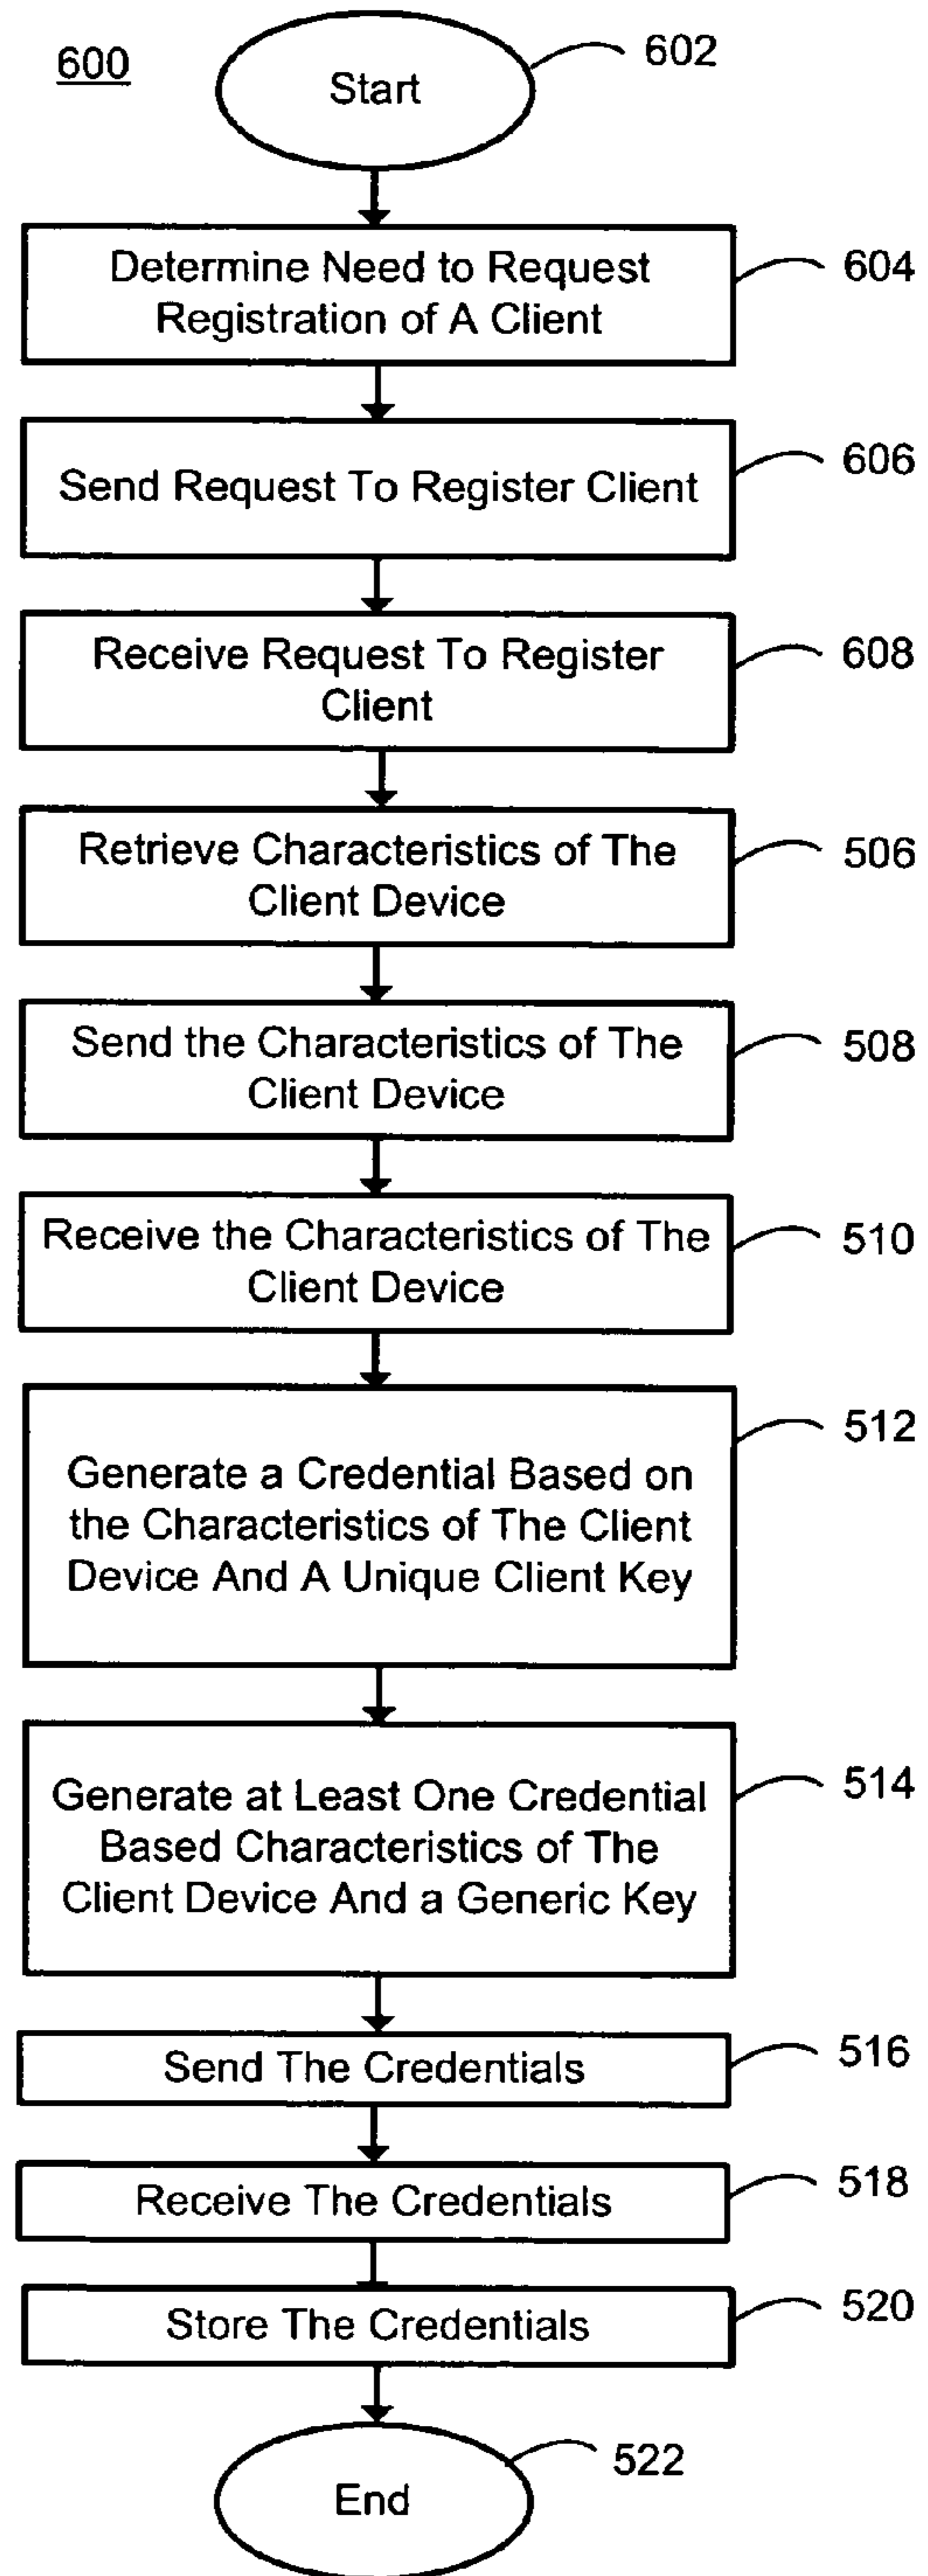 600
602
Start
Determine Need to Request
Registration of A Client
604
Send Request To Register Client
606
Receive Request To Register
Client
608
Retrieve Characteristics of The
Client Device
506
Send the Characteristics of The
Client Device
508
Receive the Characteristics of The
Client Device
510
Generate a Credential Based on
the Characteristics of The Client
Device And A Unique Client Key
512
Generate at Least One Credential
Based Characteristics of The
Client Device And a Generic Key
514
Send The Credentials
516
Receive The Credentials
518
Store The Credentials
520
End
522